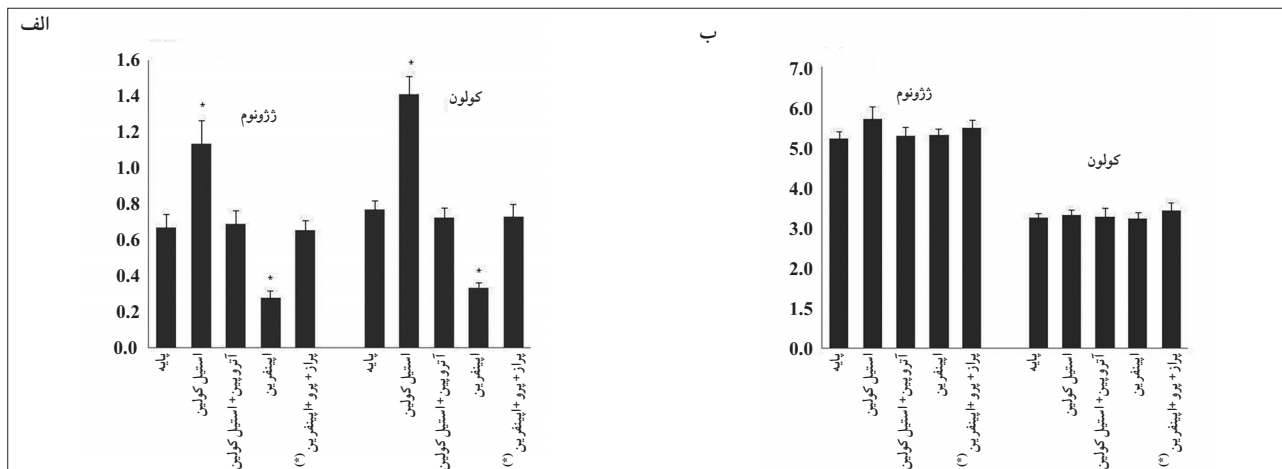 الف
1.6
1.4
1.2
1.0
0.8
0.6
0.4
0.2
0.0
*
ژژونوم
*
*
کولون
*
پایه
استیل کولین
آتروپین+ استیل کولین
اپینفرین
پراز + پرو +اپینفرین (*)
پایه
استیل کولین
آتروپین+ استیل کولین
اپینفرین
پراز + پرو +اپینفرین (*)
ب
7.0
6.0
5.0
4.0
3.0
2.0
1.5
0.0
ژژونوم
کولون
پایه
استیل کولین
آتروپین+ استیل کولین
اپینفرین
پراز + پرو +اپینفرین (*)
پایه
استیل کولین
آتروپین+ استیل کولین
اپینفرین
پراز + پرو +اپینفرین (*)